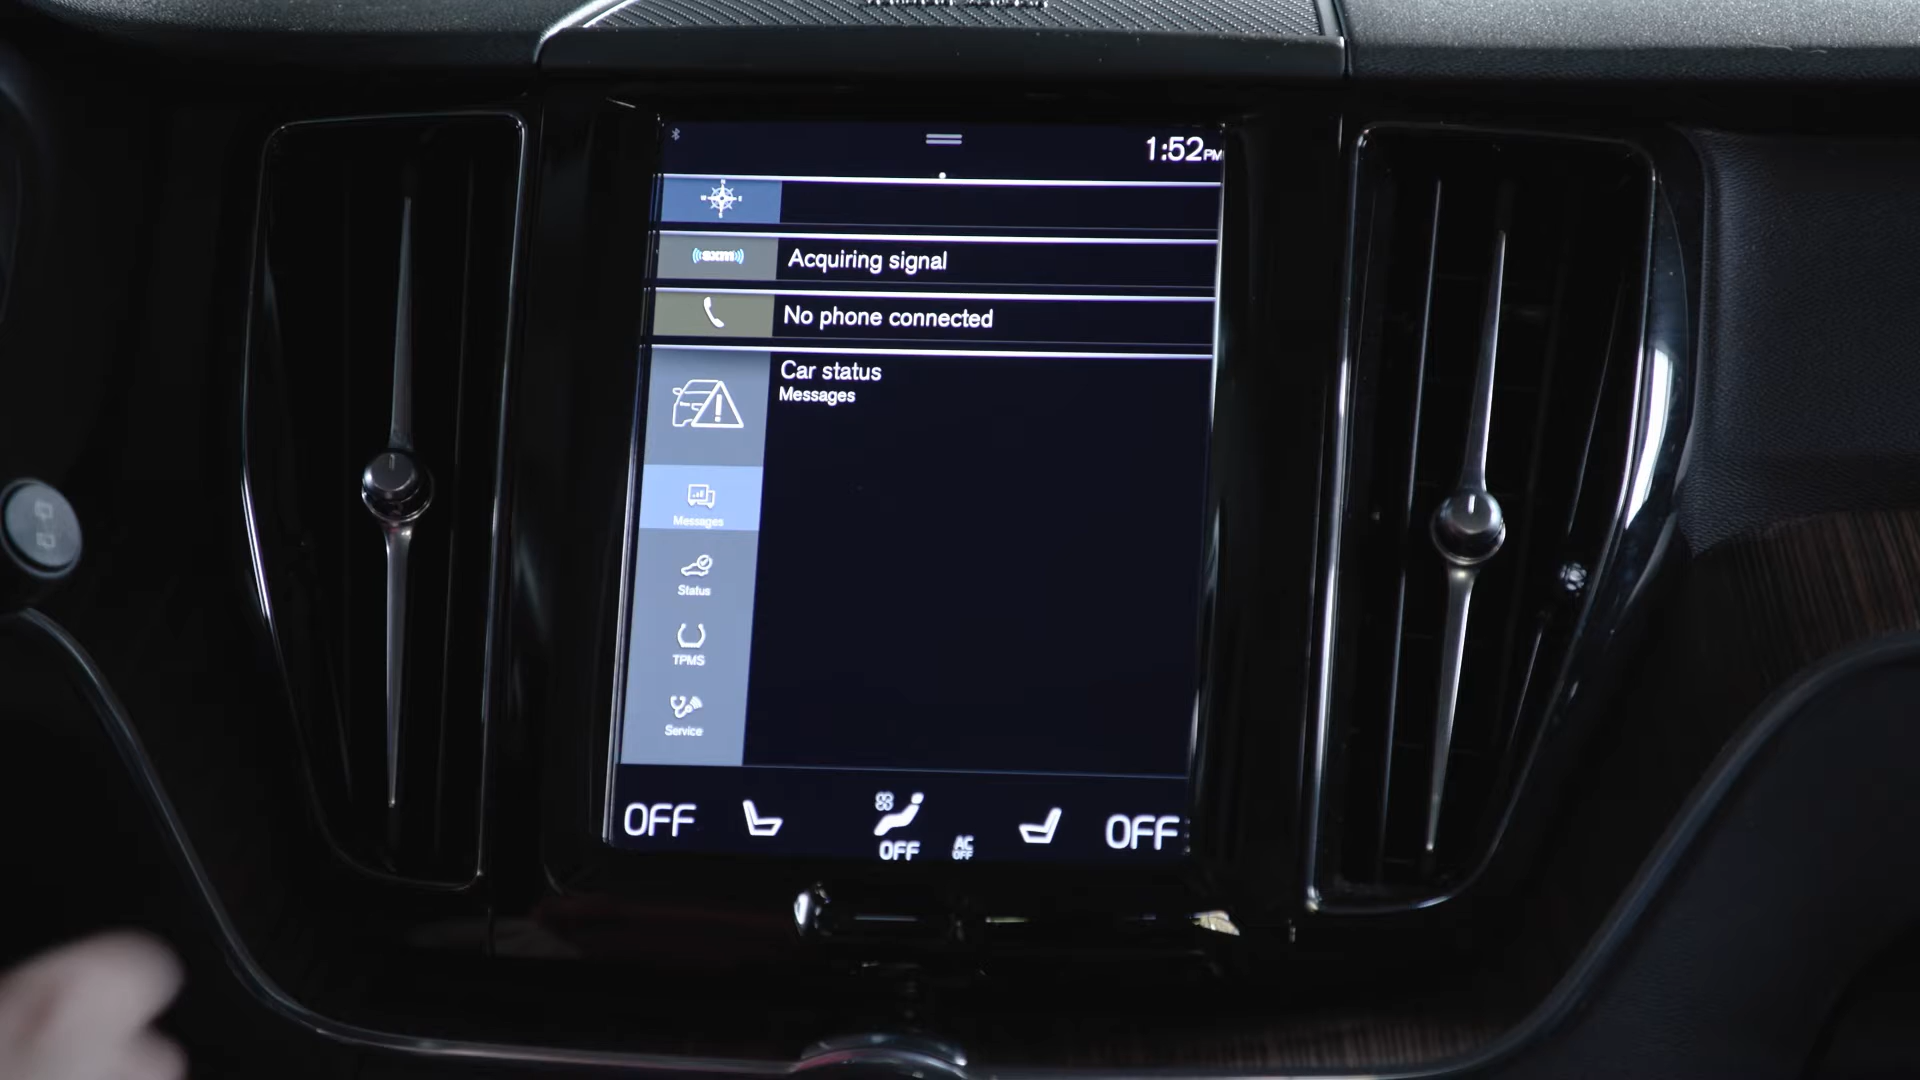 1:52PM
N
W E
S
sxm
Acquiring signal
No phone connected
Car status
Messages
Messages
Status
TPMS
Service
OFF
OFF
AC
OFF
OFF